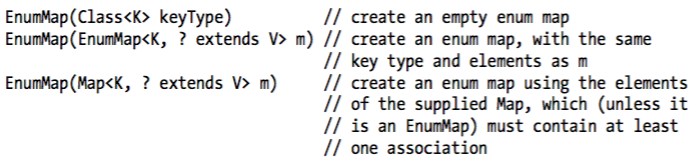 EnumMap(Class<K> keyType) // create an empty enum map
EnumMap(EnumMap<K, ? extends V> m) // create an enum map, with the same
// key type and elements as m
EnumMap(Map<K, ? extends V> m) // create an enum map using the elements
// of the supplied Map, which (unless it
// is an EnumMap) must contain at least
// one association